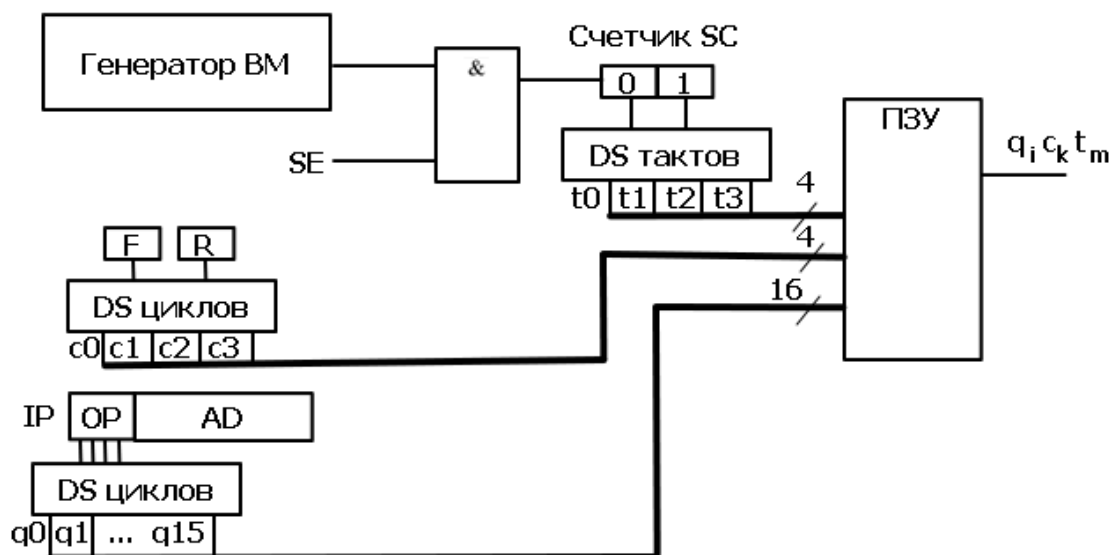 Генератор ВМ
&
Счетчик SC
0 1
ПЗУ
SE
DS тактов
q i c k t m
t0 t1 t2 t3
4
F R
4
DS циклов
16
c0 c1 c2 c3
IP OP AD
DS циклов
q0 q1 ... q15